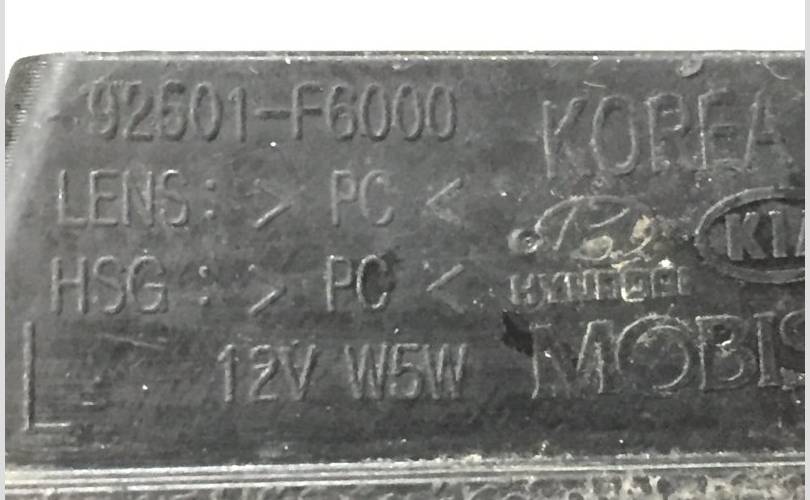 92501-F6000
LENS: > PC <
HSG : > PC <
L
12V W5W
KOREA
HYUNDAI
KIA
MOBIS